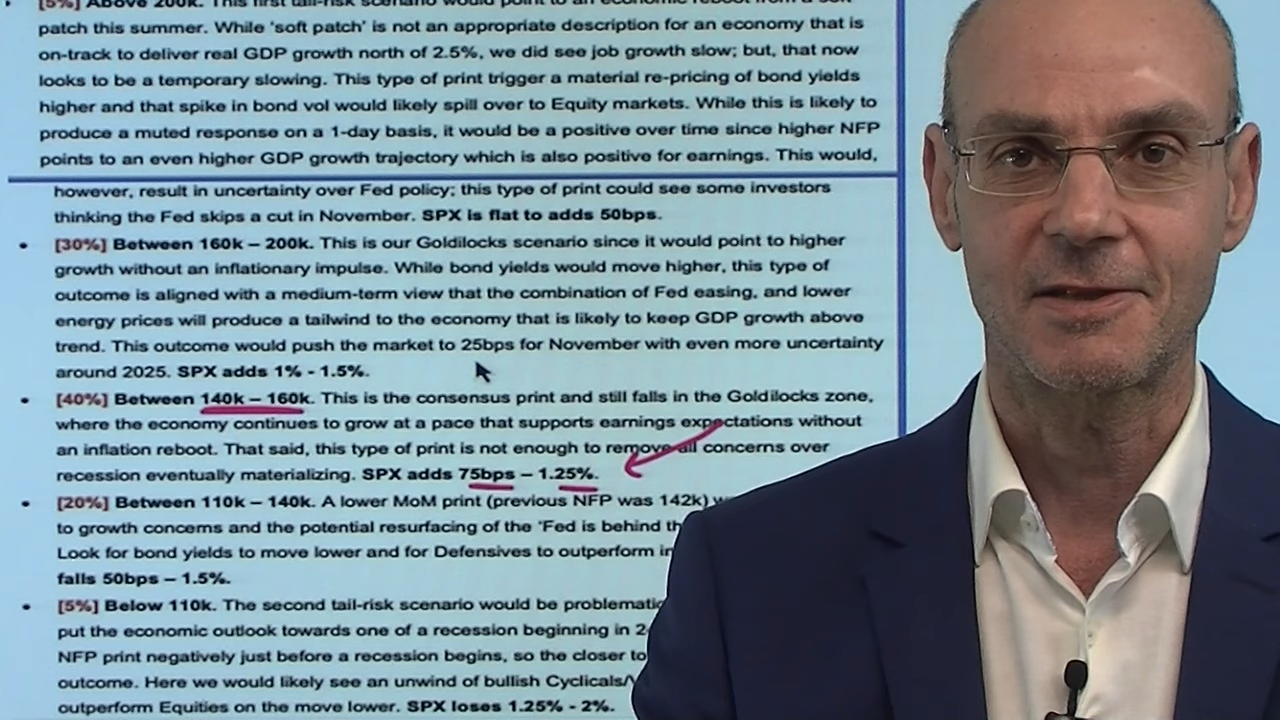 [5%] Above 200k. This first tail-risk scenario would point to an economic reboot from a soft
patch this summer. While 'soft patch' is not an appropriate description for an economy that is
on-track to deliver real GDP growth north of 2.5%, we did see job growth slow; but, that now
looks to be a temporary slowing. This type of print trigger a material re-pricing of bond yields
higher and that spike in bond vol would likely spill over to Equity markets. While this is likely to
produce a muted response on a 1-day basis, it would be a positive over time since higher NFP
points to an even higher GDP growth trajectory which is also positive for earnings. This would,
however, result in uncertainty over Fed policy; this type of print could see some investors
thinking the Fed skips a cut in November. SPX is flat to adds 50bps.
• [30%] Between 160k – 200k. This is our Goldilocks scenario since it would point to higher
growth without an inflationary impulse. While bond yields would move higher, this type of
outcome is aligned with a medium-term view that the combination of Fed easing, and lower
energy prices will produce a tailwind to the economy that is likely to keep GDP growth above
trend. This outcome would push the market to 25bps for November with even more uncertainty
around 2025. SPX adds 1% - 1.5%.
• [40%] Between 140k – 160k. This is the consensus print and still falls in the Goldilocks zone,
where the economy continues to grow at a pace that supports earnings expectations without
an inflation reboot. That said, this type of print is not enough to remove all concerns over
recession eventually materializing. SPX adds 75bps – 1.25%.
• [20%] Between 110k – 140k. A lower MoM print (previous NFP was 142k)
to growth concerns and the potential resurfacing of the 'Fed is behind
Look for bond yields to move lower and for Defensives to outperform
falls 50bps – 1.5%.
• [5%] Below 110k. The second tail-risk scenario would be
put the economic outlook towards one of a recession beginning in
NFP print negatively just before a recession begins, so the closer to
outcome. Here we would likely see an unwind of bullish
outperform Equities on the move lower. SPX loses 1.25% - 2%.